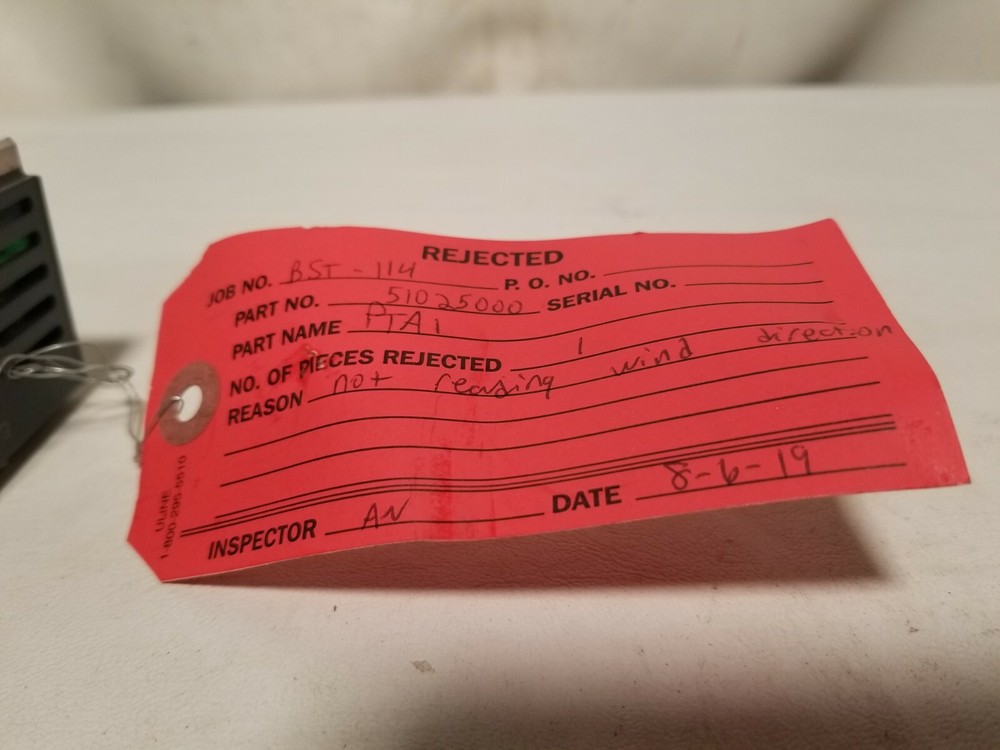 REJECTED
JOB NO. BST-114 P. O. NO.
PART NO. 51025000 SERIAL NO.
PART NAME PTAI
NO. OF PIECES REJECTED 1
REASON not reading wind direction
INSPECTOR AN DATE 8-6-19
ULINE
1-800-295-5510